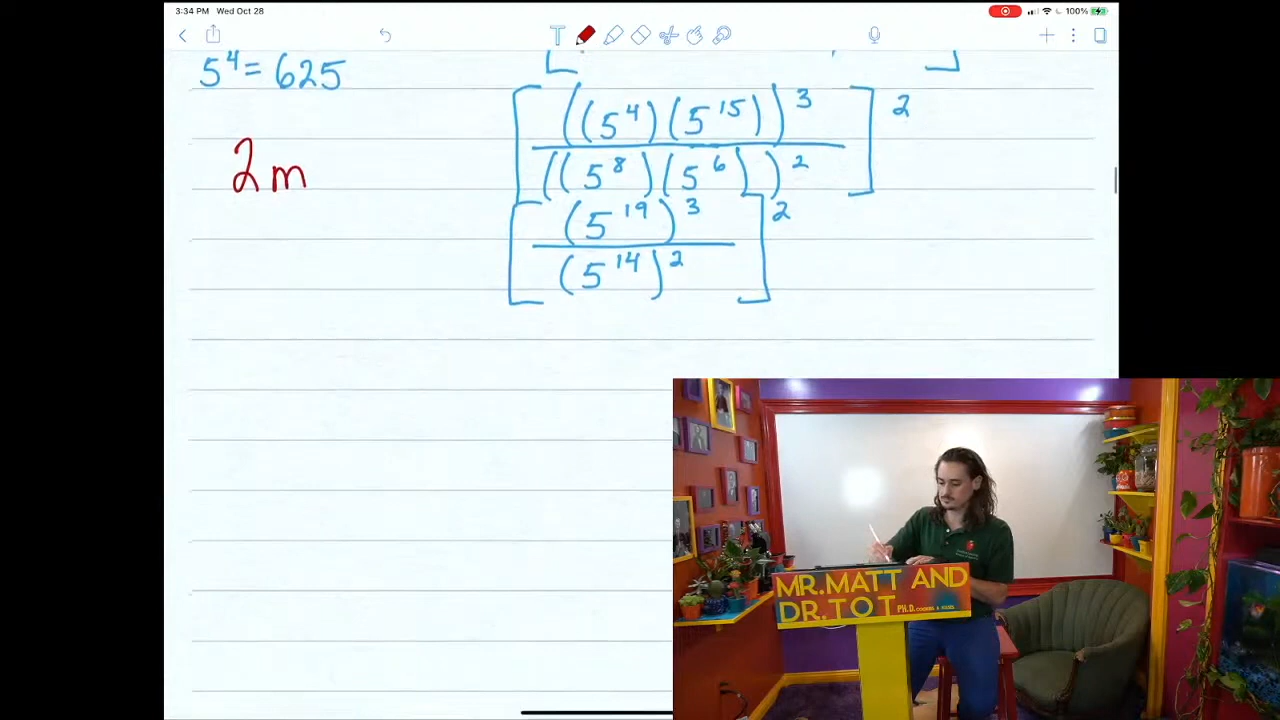 3:34 PM Wed Oct 28
100%
5⁴ = 625
[ ((5⁴)(5¹⁵))³ / ((5⁸)(5⁶))² ]²
2m
[ (5¹⁹)³ / (5¹⁴)² ]²
MR. MATT AND
DR. TOT PH.D.